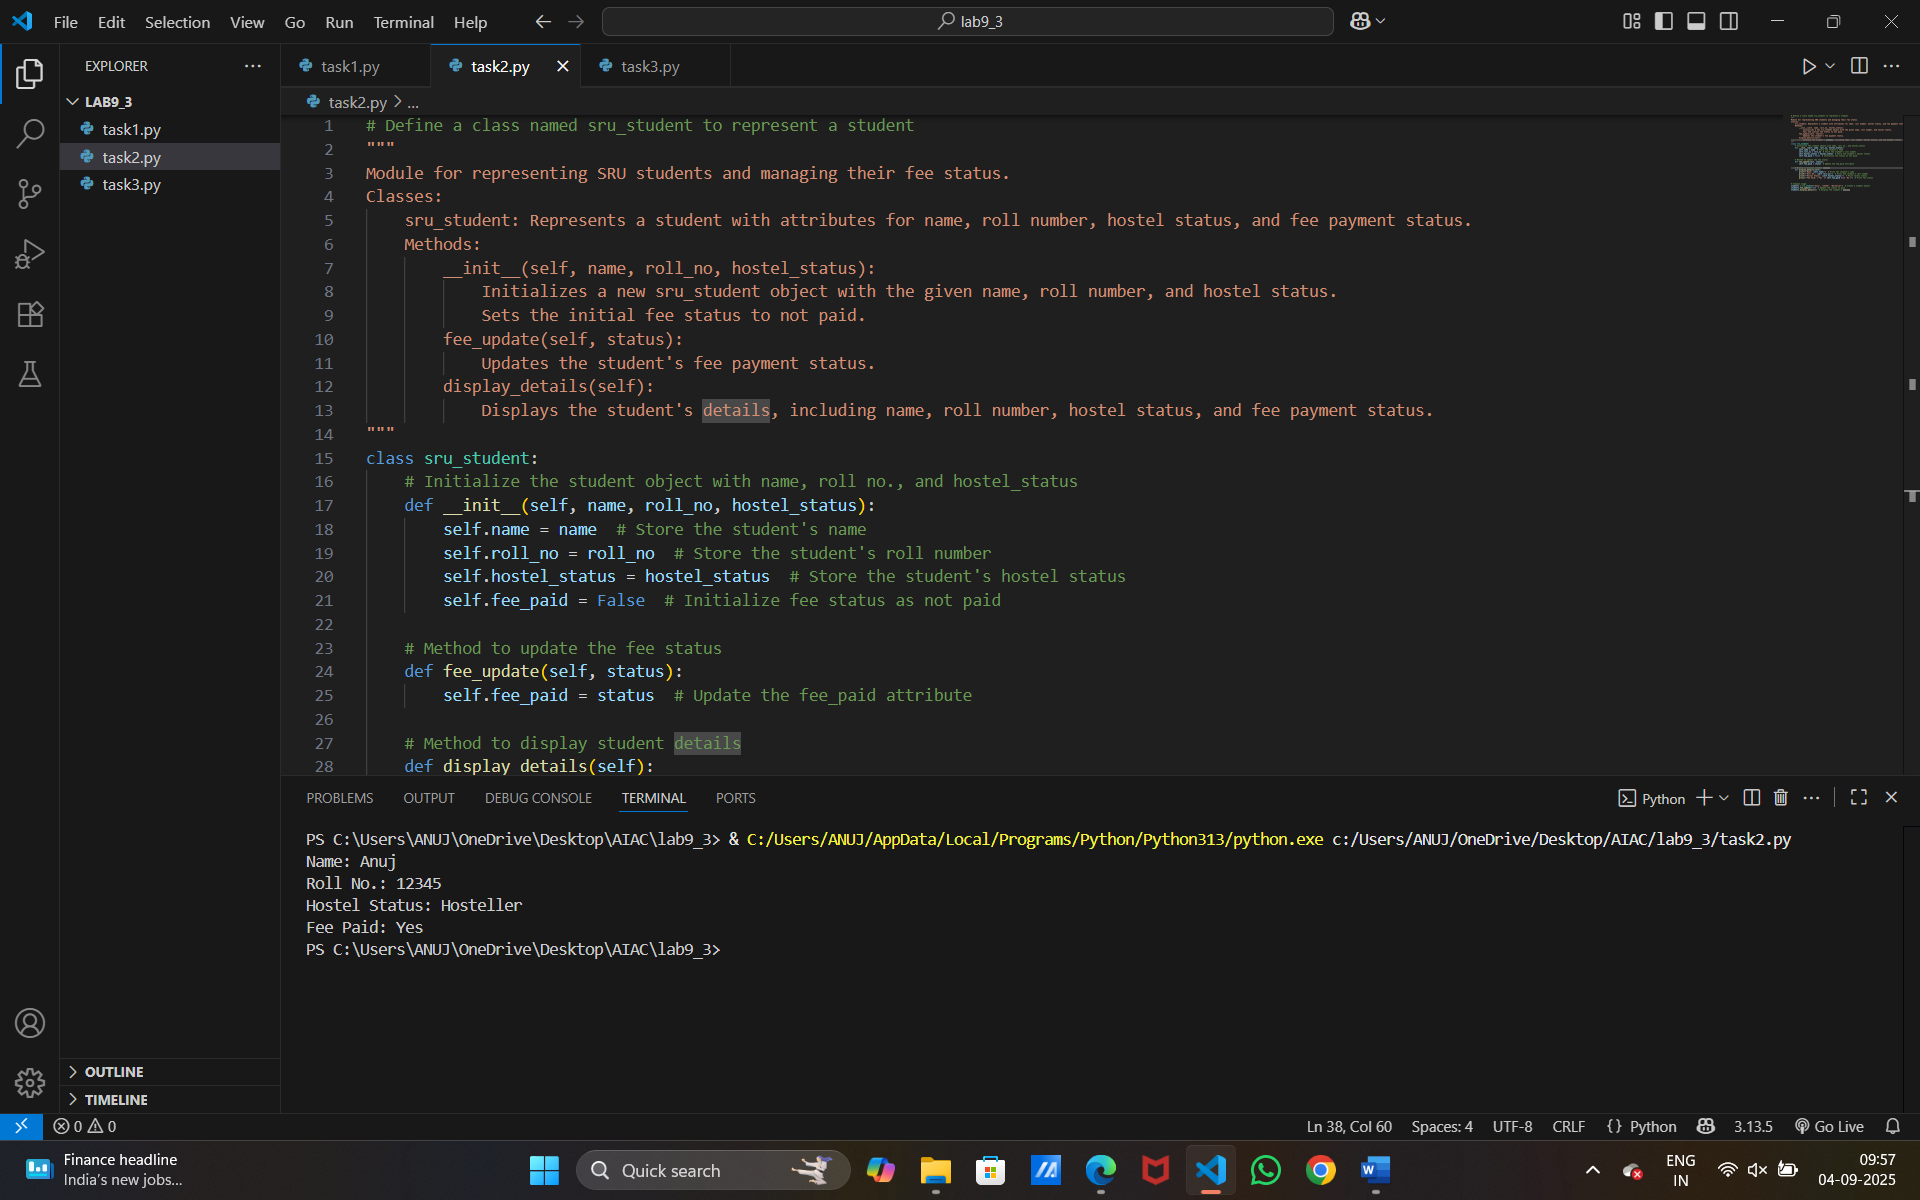 File Edit Selection View Go Run Terminal Help
lab9_3
EXPLORER
LAB9_3
task1.py
task2.py
task3.py
OUTLINE
TIMELINE
task1.py task2.py task3.py
task2.py > ...
1 # Define a class named sru_student to represent a student
2 """
3 Module for representing SRU students and managing their fee status.
4 Classes:
5 sru_student: Represents a student with attributes for name, roll number, hostel status, and fee payment status.
6 Methods:
7 __init__(self, name, roll_no, hostel_status):
8 Initializes a new sru_student object with the given name, roll number, and hostel status.
9 Sets the initial fee status to not paid.
10 fee_update(self, status):
11 Updates the student's fee payment status.
12 display_details(self):
13 Displays the student's details, including name, roll number, hostel status, and fee payment status.
14 """
15 class sru_student:
16 # Initialize the student object with name, roll no., and hostel_status
17 def __init__(self, name, roll_no, hostel_status):
18 self.name = name # Store the student's name
19 self.roll_no = roll_no # Store the student's roll number
20 self.hostel_status = hostel_status # Store the student's hostel status
21 self.fee_paid = False # Initialize fee status as not paid
22
23 # Method to update the fee status
24 def fee_update(self, status):
25 self.fee_paid = status # Update the fee_paid attribute
26
27 # Method to display student details
28 def display_details(self):
PROBLEMS OUTPUT DEBUG CONSOLE TERMINAL PORTS
Python
PS C:\Users\ANUJ\OneDrive\Desktop\AIAC\lab9_3> & C:/Users/ANUJ/AppData/Local/Programs/Python/Python313/python.exe c:/Users/ANUJ/OneDrive/Desktop/AIAC/lab9_3/task2.py
Name: Anuj
Roll No.: 12345
Hostel Status: Hosteller
Fee Paid: Yes
PS C:\Users\ANUJ\OneDrive\Desktop\AIAC\lab9_3>
0 0
Ln 38, Col 60 Spaces: 4 UTF-8 CRLF {} Python 3.13.5 Go Live
Finance headline
India's new jobs...
Quick search
ENG
IN
09:57
04-09-2025